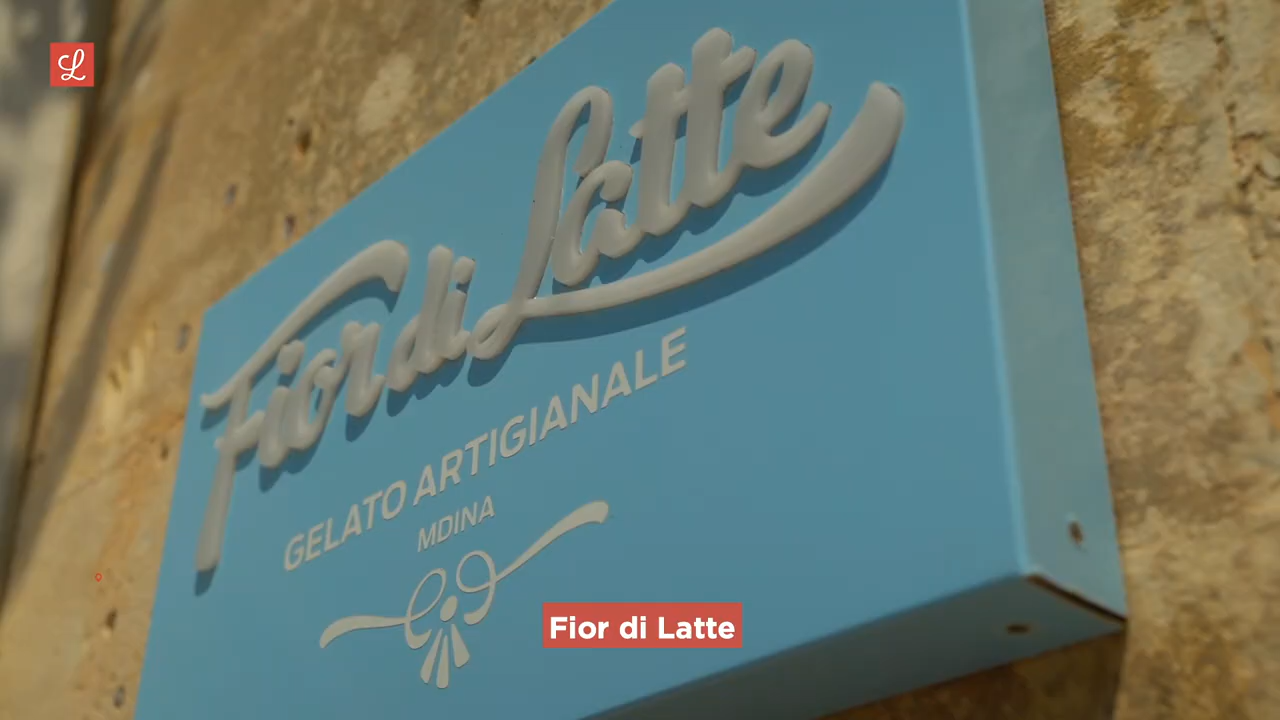 L
Fior di Latte
GELATO ARTIGIANALE
MDINA
Fior di Latte